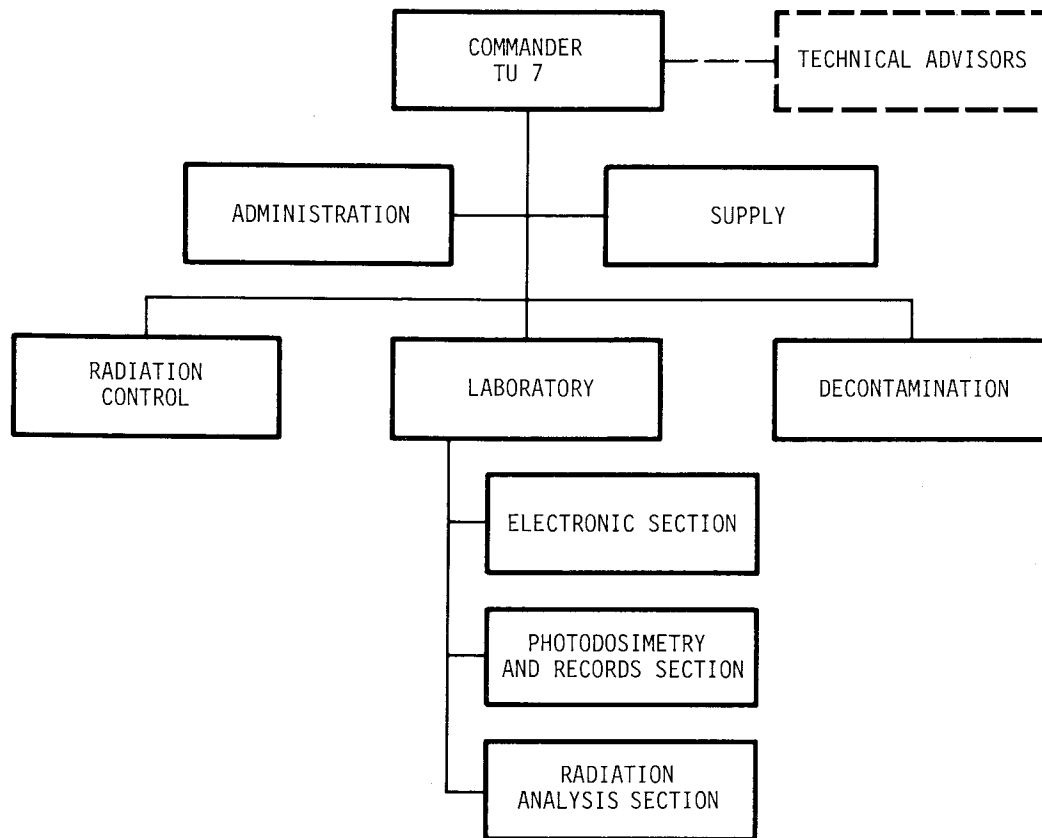 COMMANDER
TU 7
TECHNICAL ADVISORS
ADMINISTRATION
SUPPLY
RADIATION
CONTROL
LABORATORY
DECONTAMINATION
ELECTRONIC SECTION
PHOTODOSIMETRY
AND RECORDS SECTION
RADIATION
ANALYSIS SECTION